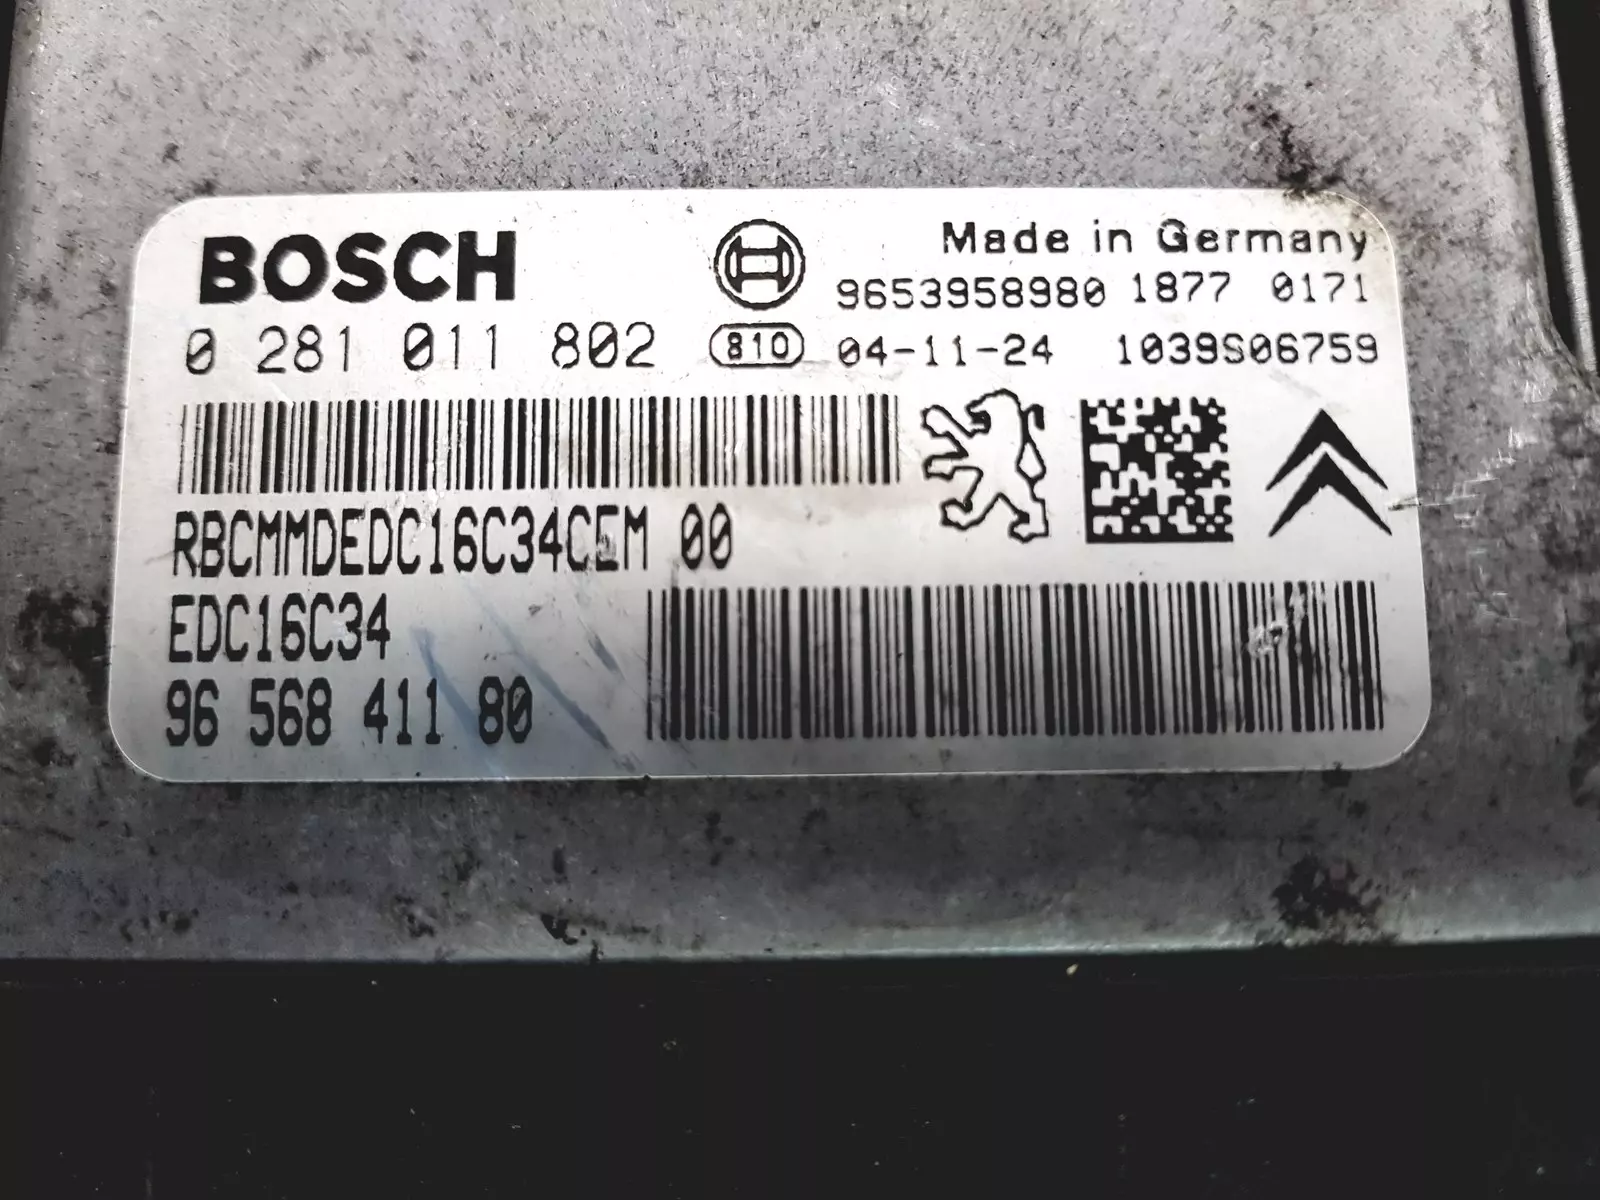 BOSCH
Made in Germany
9653958980 1877 0171
0 281 011 802 810 04-11-24 1039S06759
RBCMMDEDC16C34CEM 00
EDC16C34
96 568 411 80